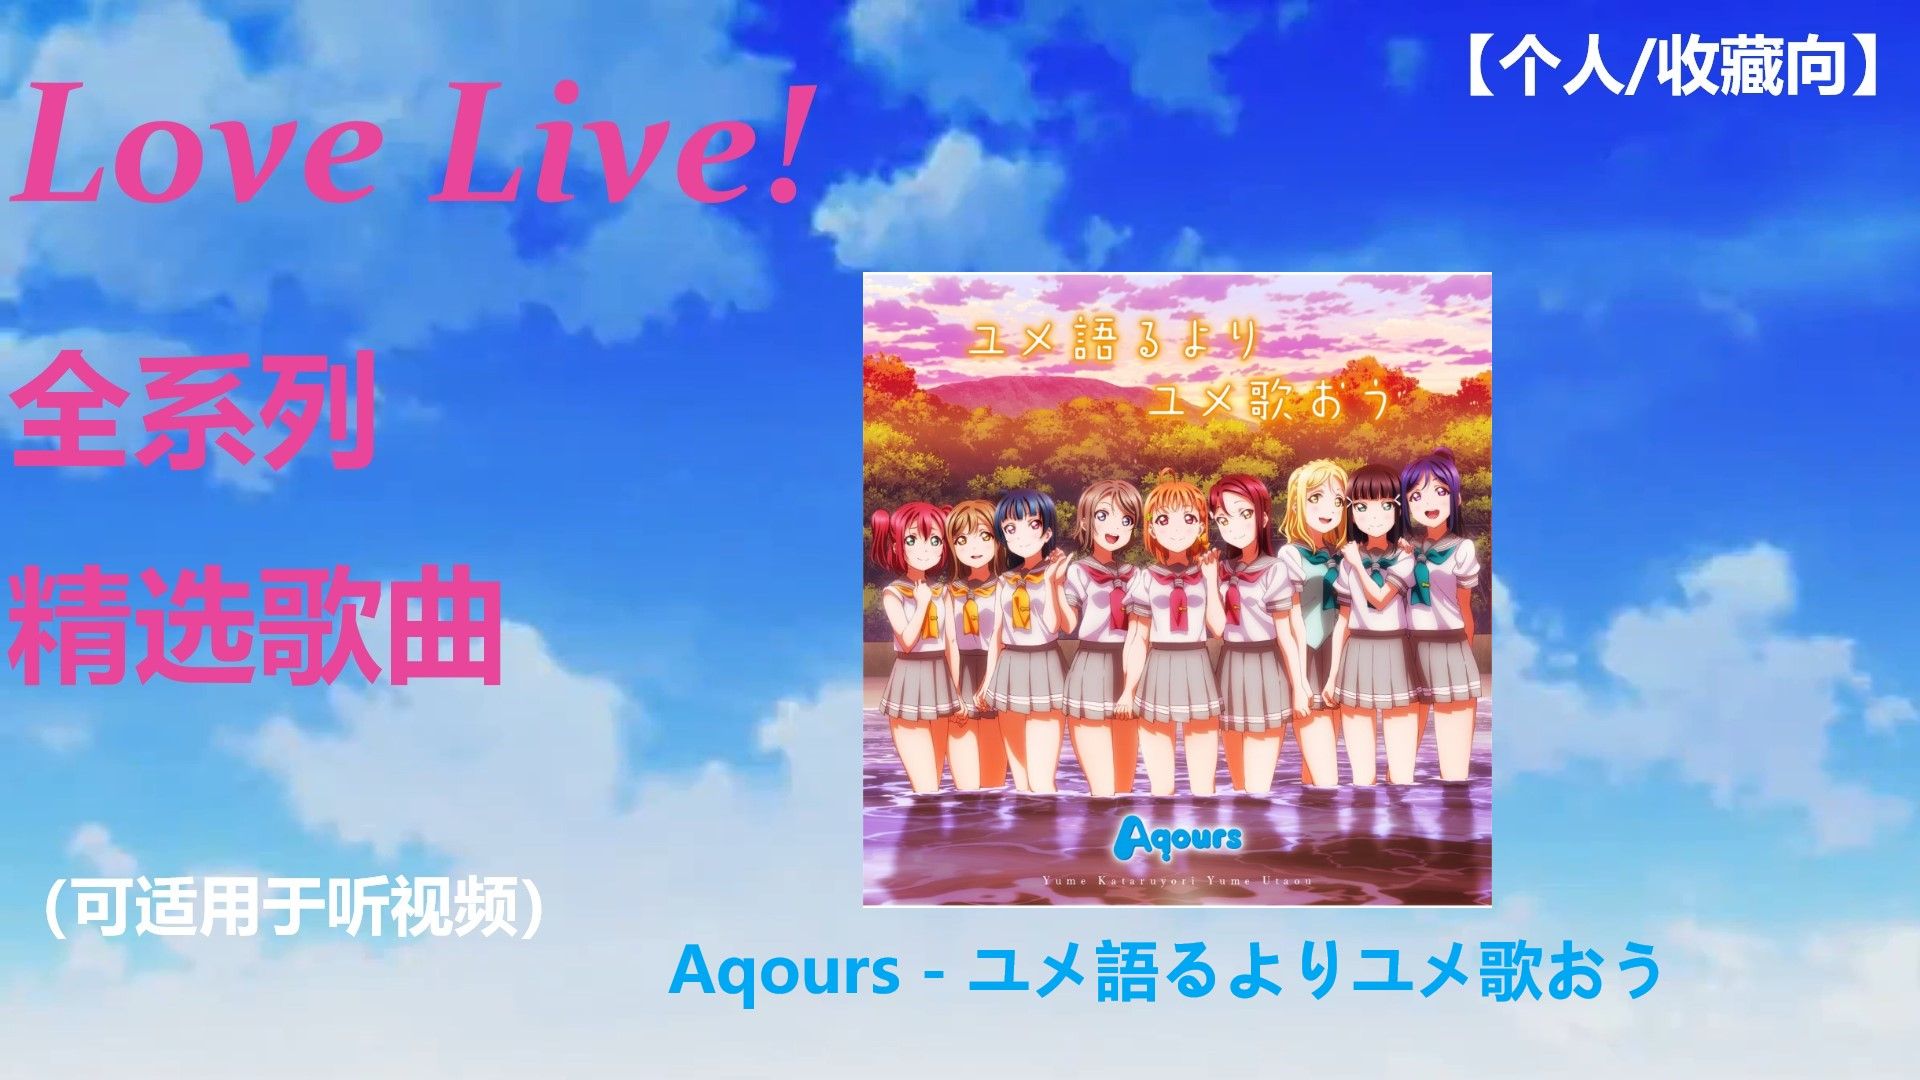 Love Live!
【个人/收藏向】
全系列
精选歌曲
(可适用于听视频)
ユメ語るより
ユメ歌おう
Aqours
Yume Kataruyori Yume Utaou
Aqours - ユメ語るよりユメ歌おう